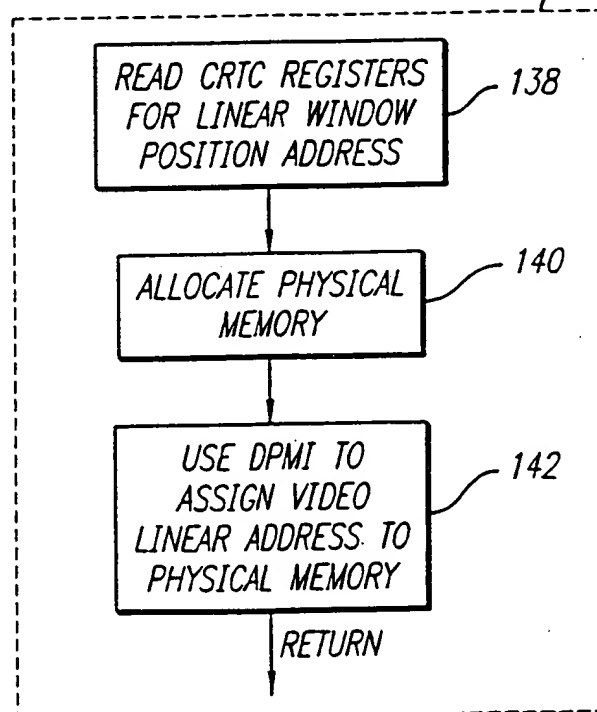 READ CRTC REGISTERS
FOR LINEAR WINDOW
POSITION ADDRESS
138
ALLOCATE PHYSICAL
MEMORY
140
USE DPMI TO
ASSIGN VIDEO
LINEAR ADDRESS TO
PHYSICAL MEMORY
142
RETURN